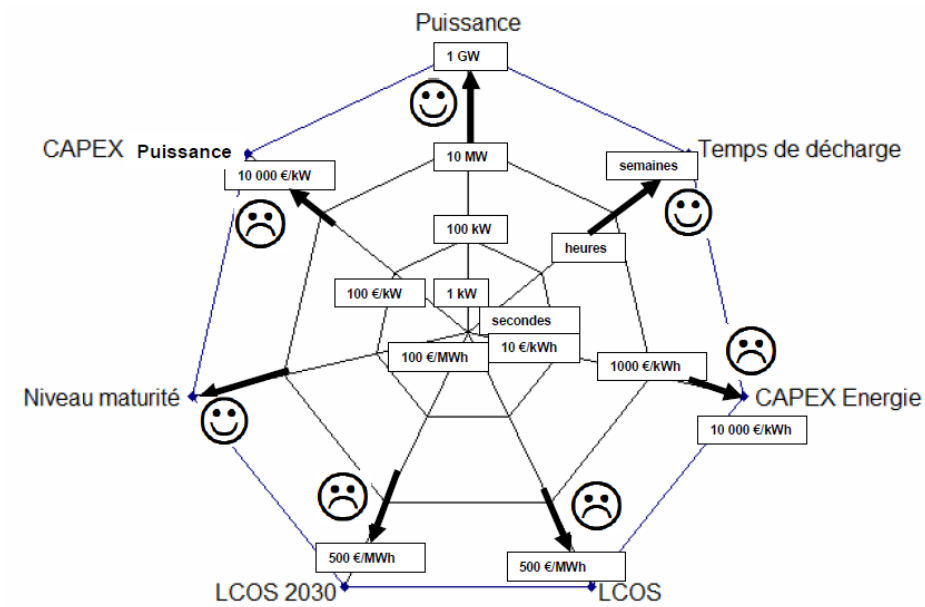 Puissance
1 GW
CAPEX Puissance
10 MW
semaines
Temps de décharge
10 000 €/kW
100 kW
heures
100 €/kW
1 kW
secondes
100 €/MWh
10 €/kWh
1000 €/kWh
Niveau maturité
CAPEX Energie
10 000 €/kWh
500 €/MWh
500 €/MWh
LCOS 2030
LCOS